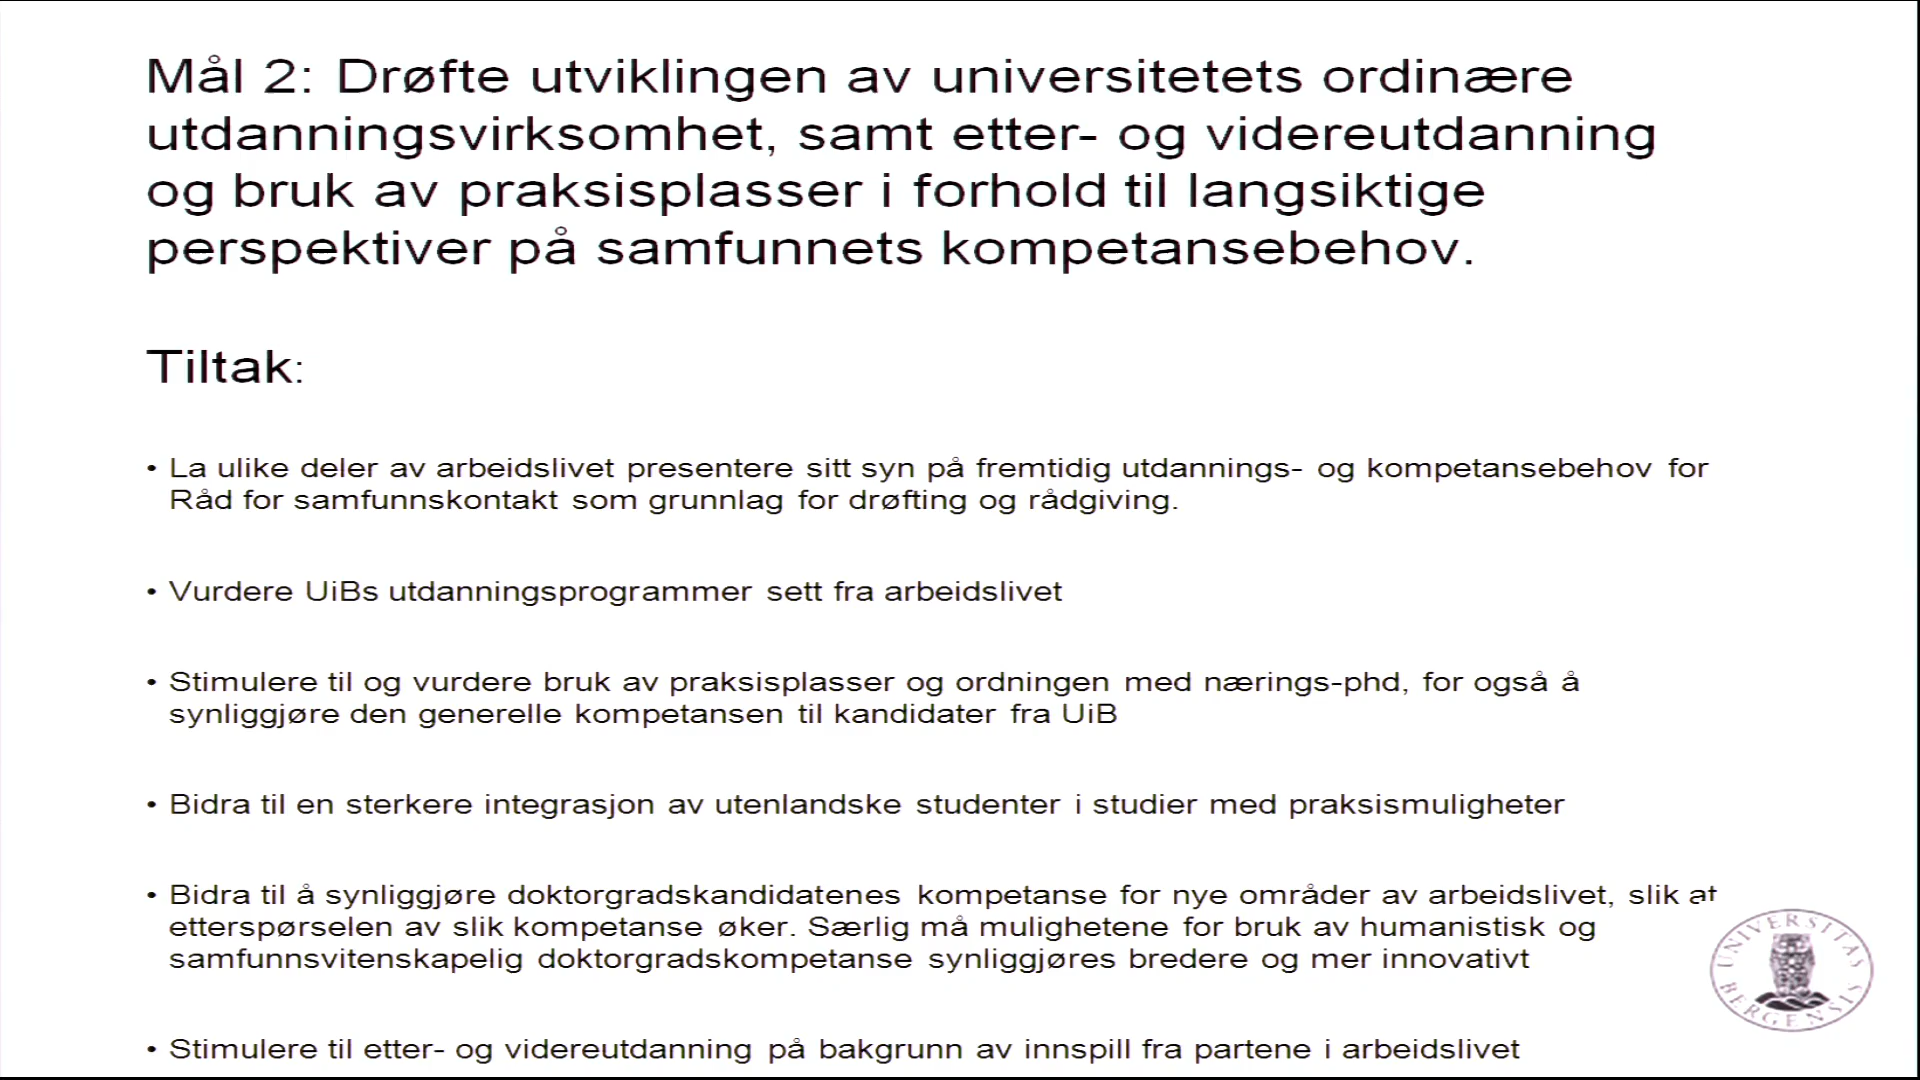 Mål 2: Drøfte utviklingen av universitetets ordinære
utdanningsvirksomhet, samt etter- og videreutdanning
og bruk av praksisplasser i forhold til langsiktige
perspektiver på samfunnets kompetansebehov.
Tiltak:
• La ulike deler av arbeidslivet presentere sitt syn på fremtidig utdannings- og kompetansebehov for
Råd for samfunnskontakt som grunnlag for drøfting og rådgiving.
• Vurdere UiBs utdanningsprogrammer sett fra arbeidslivet
• Stimulere til og vurdere bruk av praksisplasser og ordningen med nærings-phd, for også å
synliggjøre den generelle kompetansen til kandidater fra UiB
• Bidra til en sterkere integrasjon av utenlandske studenter i studier med praksismuligheter
• Bidra til å synliggjøre doktorgradskandidatenes kompetanse for nye områder av arbeidslivet, slik at
etterspørselen av slik kompetanse øker. Særlig må mulighetene for bruk av humanistisk og
samfunnsvitenskapelig doktorgradskompetanse synliggjøres bredere og mer innovativt
UNIVERSITAS
BERGENSIS
• Stimulere til etter- og videreutdanning på bakgrunn av innspill fra partene i arbeidslivet